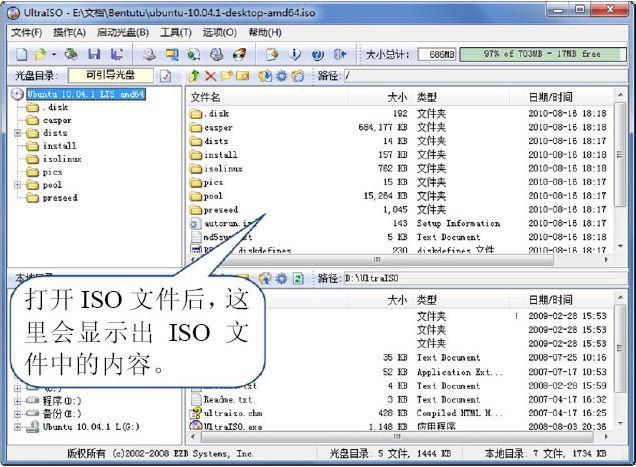 UltraISO - E:\文档\Bentutu\ubuntu-10.04.1-desktop-amd64.iso
文件(F) 操作(A) 启动光盘(B) 工具(T) 选项(O) 帮助(H)
大小总计: 686MB 97% of 703MB - 17MB free
光盘目录: 可引导光盘 路径: /
Ubuntu 10.04.1 LTS amd64
.disk
casper
dists
install
isolinux
pics
pool
preseed
文件名 大小 类型 日期/时间
.disk 192 文件夹 2010-08-16 18:18
casper 684,177 KB 文件夹 2010-08-16 18:18
dists 14 KB 文件夹 2010-08-16 18:17
install 157 KB 文件夹 2010-08-16 18:18
isolinux 762 KB 文件夹 2010-08-16 18:18
pics 15 KB 文件夹 2010-08-16 18:17
pool 15,264 KB 文件夹 2010-08-16 18:17
preseed 1,045 文件夹 2010-08-16 18:17
autorun.in 143 Setup Information 2010-08-16 18:17
md5sum.txt 5 KB Text Document 2010-08-16 18:18
diskdefines 230 diskdefines 文件 2010-08-16 18:17
本地目录: 路径: D:\UltraISO
大小 类型 日期/时间
文件夹 2009-02-28 15:53
文件夹 2009-02-28 15:53
文件夹 2009-02-28 15:53
35 KB Text Document 2008-07-25 10:16
52 KB Application Ext... 2008-07-17 10:53
4 KB Text Document 2008-02-28 15:59
Readme.txt 3 KB Text Document 2007-04-17 16:32
ultraiso.chm 428 KB Compiled HTML H... 2008-04-17 16:35
UltraISO.exe 1,148 KB 应用程序 2008-08-03 20:36
程序(D:)
备份(E:)
Ubuntu 10.04.1 L(G:)
打开 ISO 文件后，这
里会显示出 ISO 文
件中的内容。
版权所有 (c)2002-2008 EZB Systems, Inc. 光盘目录: 5 文件, 1444 KB 本地目录: 7 文件, 1734 KB